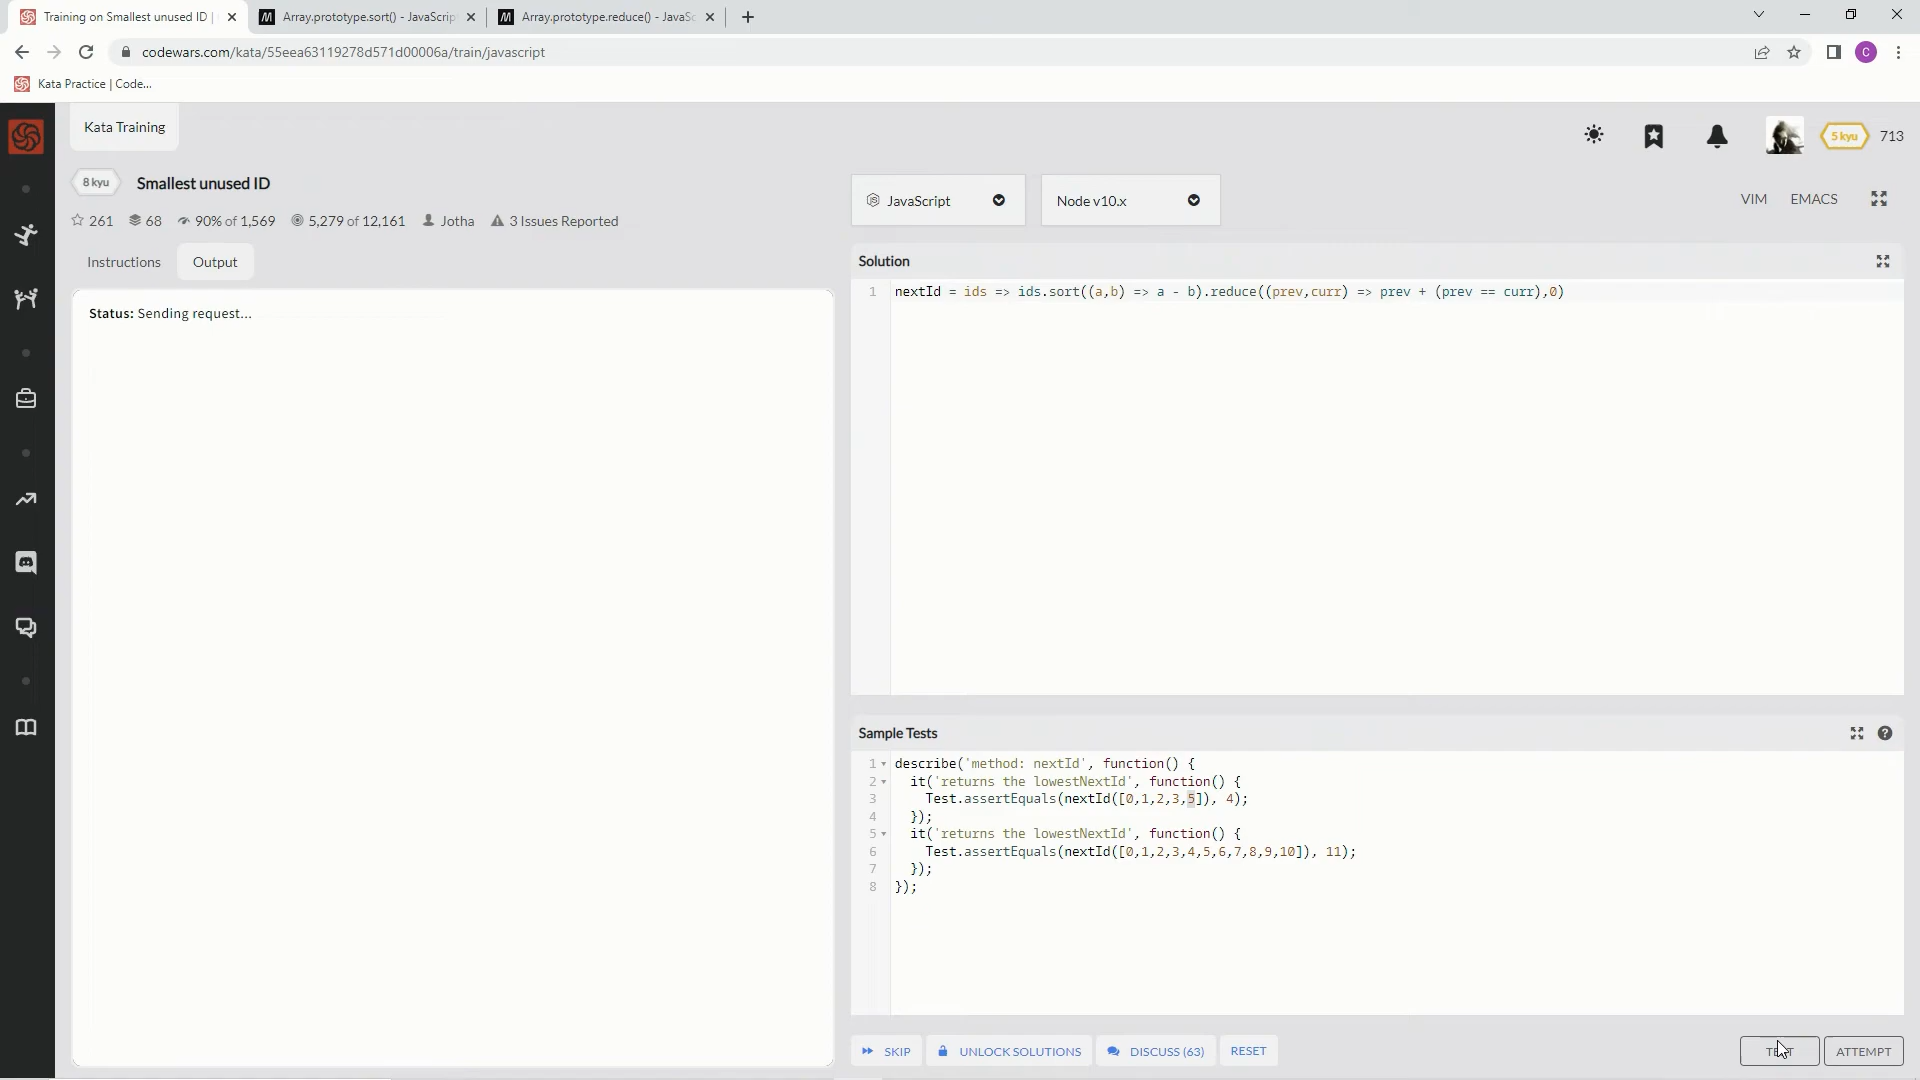 Training on Smallest unused ID |
Array.prototype.sort() - JavaScrip
Array.prototype.reduce() - JavaSc
codewars.com/kata/55eea63119278d571d00006a/train/javascript
C
Kata Practice | Code...
Kata Training
5 kyu
713
8 kyu
Smallest unused ID
261
68
90% of 1,569
5,279 of 12,161
Jotha
3 Issues Reported
JavaScript
Node v10.x
VIM
EMACS
Instructions
Output
Solution
Status: Sending request...
1 nextId = ids => ids.sort((a,b) => a - b).reduce((prev,curr) => prev + (prev == curr),0)
Sample Tests
1 describe('method: nextId', function() {
2 it('returns the lowestNextId', function() {
3 Test.assertEquals(nextId([0,1,2,3,5]), 4);
4 });
5 it('returns the lowestNextId', function() {
6 Test.assertEquals(nextId([0,1,2,3,4,5,6,7,8,9,10]), 11);
7 });
8 });
SKIP
UNLOCK SOLUTIONS
DISCUSS (63)
RESET
ATTEMPT